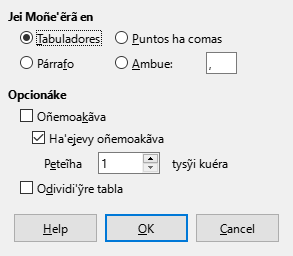 Jei Moñe'ẽrã en
Tabuladores
Puntos ha comas
Párrafo
Ambue:
,
Opcionáke
Oñemoakãva
Ha'ejevy oñemoakãva
Peteĩha
1
tysỹi kuéra
Odividi'ỹre tabla
Help
OK
Cancel